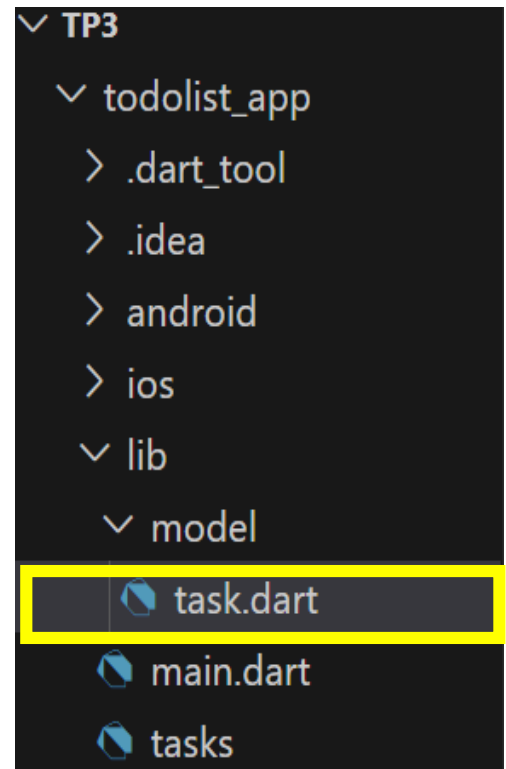 TP3
todolist_app
.dart_tool
.idea
android
ios
lib
model
task.dart
main.dart
tasks